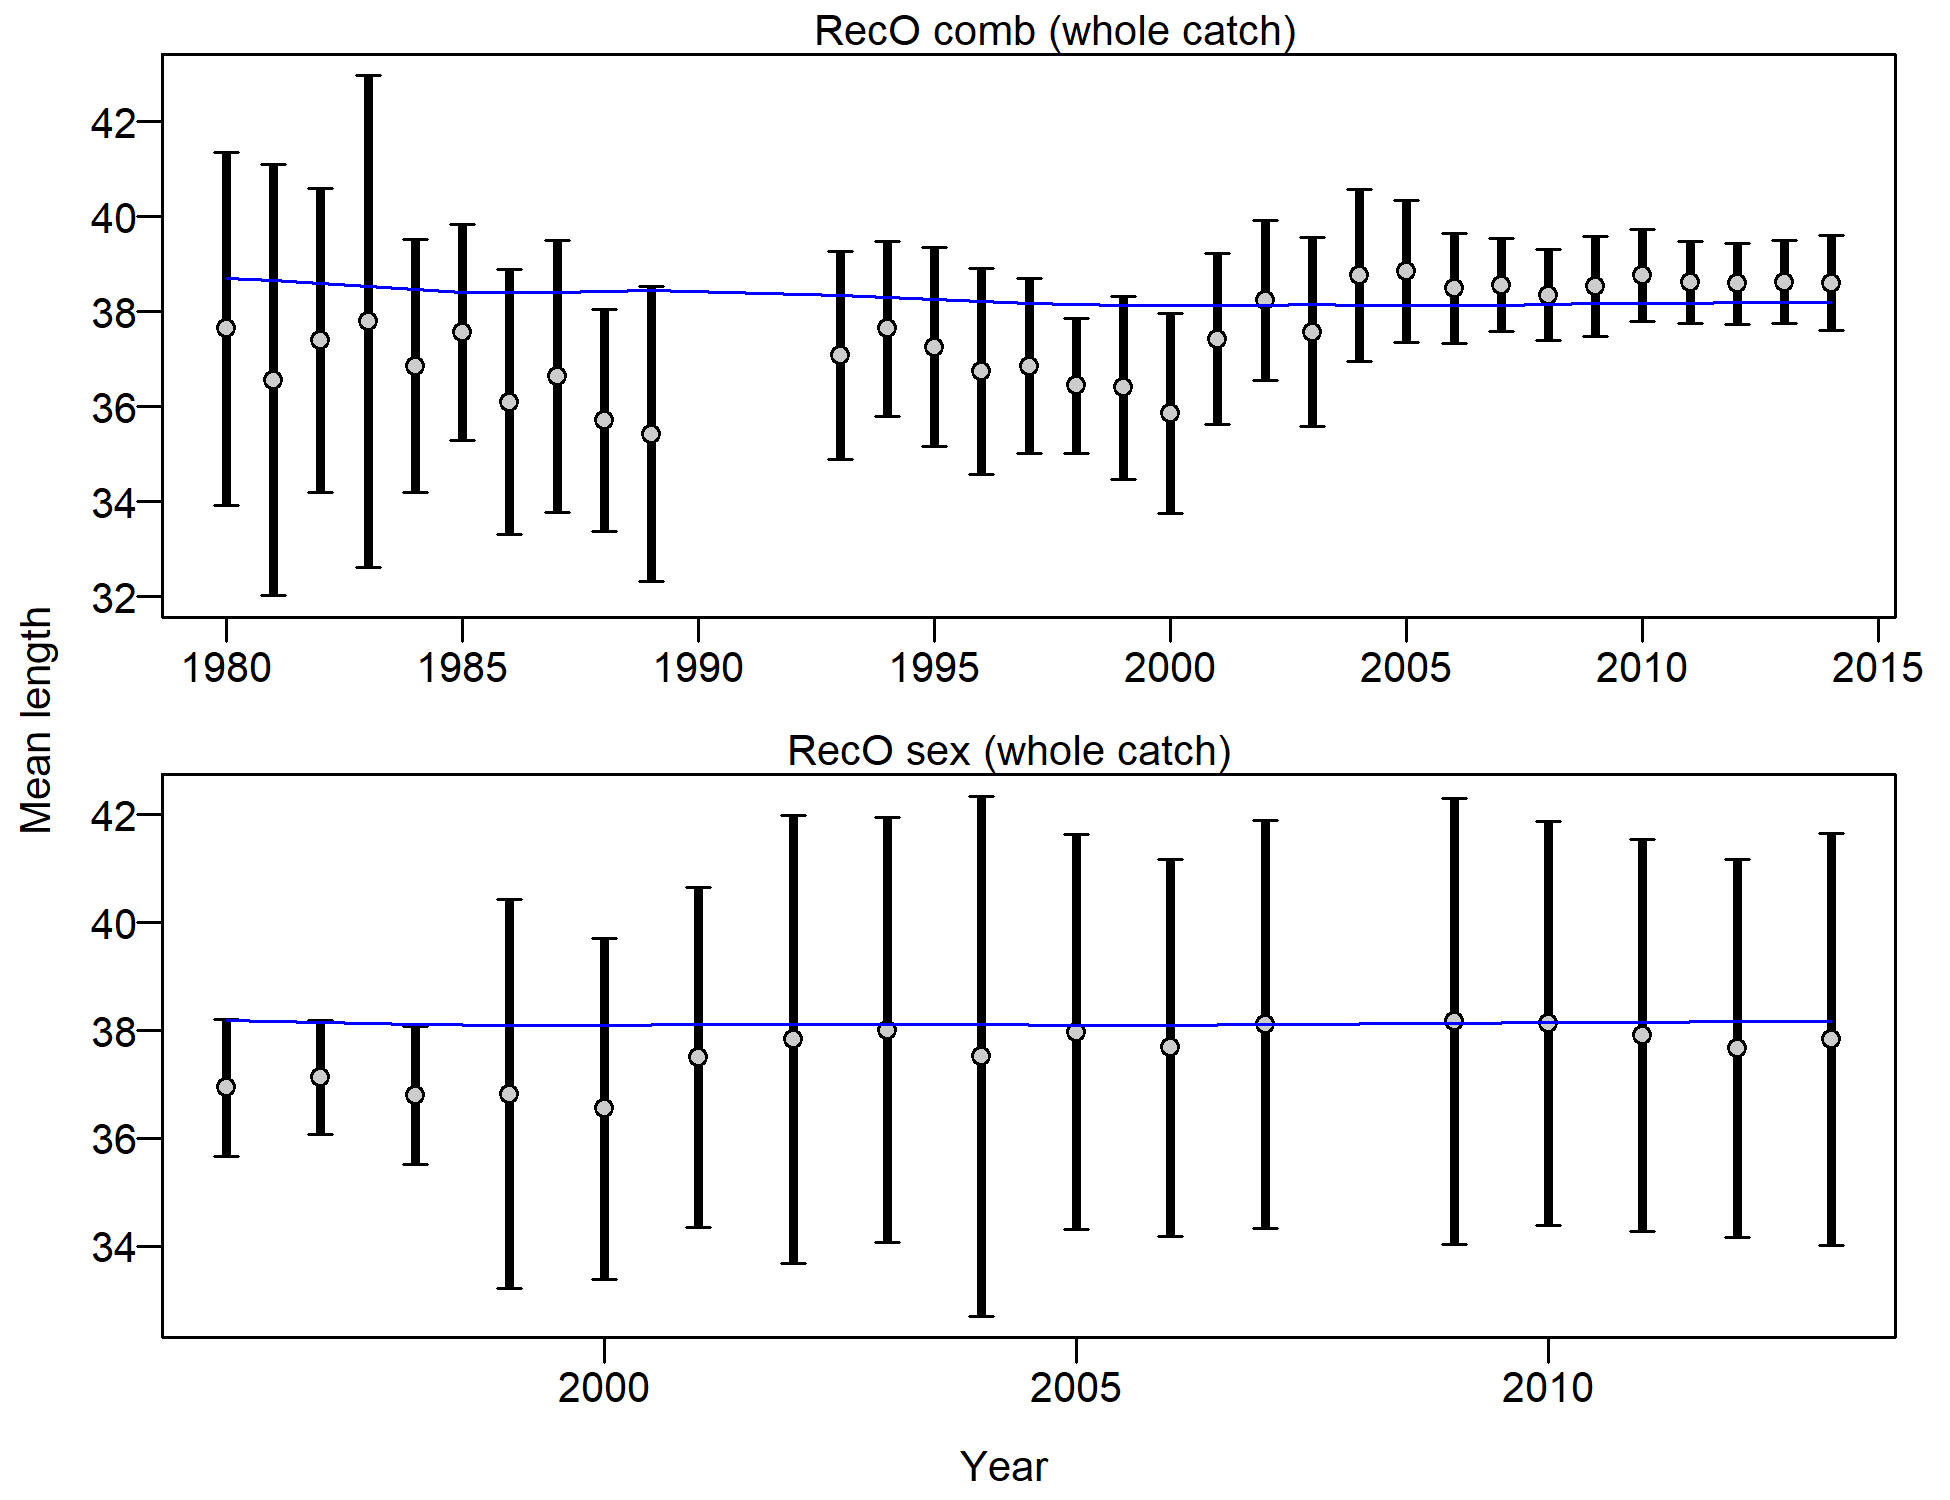 RecO comb (whole catch)
42
40
38
36
34
32
1980 1985 1990 1995 2000 2005 2010 2015
Mean length
RecO sex (whole catch)
42
40
38
36
34
2000 2005 2010
Year